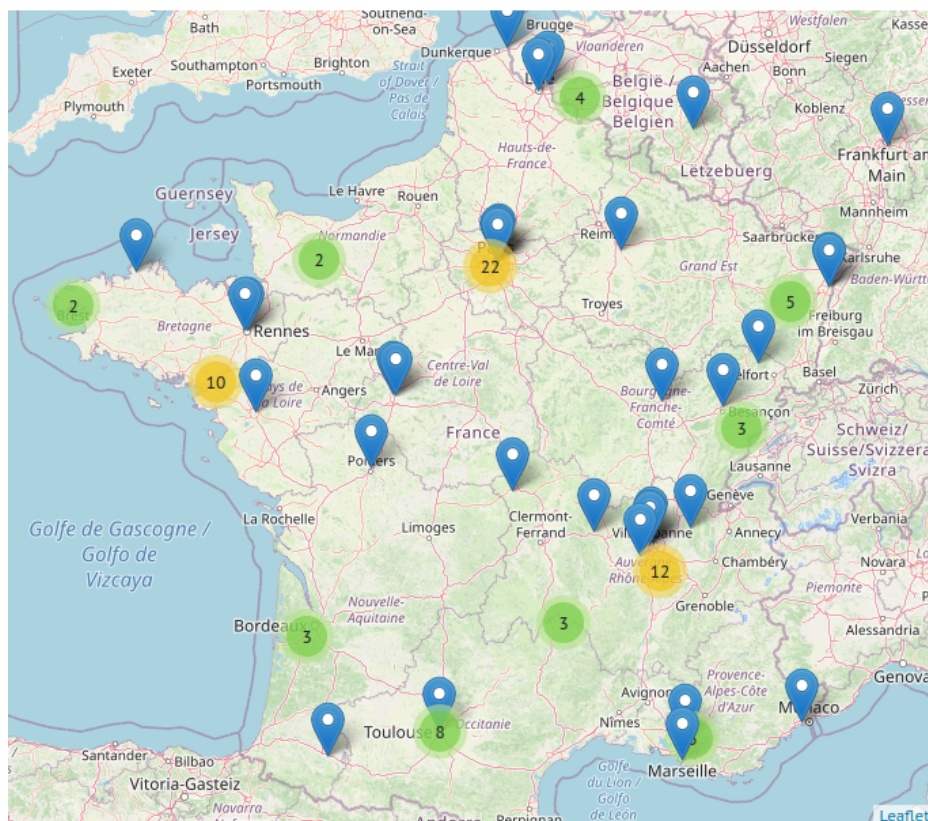 Southend-
on-Sea
Bath
Brugge
Westfalen
Kassel
Southampton
Brighton
Dunkerque
Vlaanderen
Düsseldorf
Exeter
Portsmouth
Strait
of Dover /
Pas de
Calais
België /
Belgique
Belgien
Aachen
Bonn
Siegen
Plymouth
4
Koblenz
Hauts-de-
France
Frankfurt am
Main
Lëtzebuerg
Guernsey
Le Havre
Rouen
Mannheim
Jersey
Normandie
Reims
Saarbrücken
Karlsruhe
2
22
Grand Est
Baden-Württ
2
Brest
Bretagne
Rennes
Troyes
5
Freiburg
im Breisgau
Le Mans
Centre-Val
de Loire
Belfort
Basel
Zürich
10
Pays de
la Loire
Angers
Bourgogne-
Franche-
Comté
Besançon
3
France
Schweiz/
Suisse/Svizzera/
Svizra
Poitiers
Lausanne
La Rochelle
Genève
Golfe de Gascogne /
Golfo de
Vizcaya
Limoges
Clermont-
Ferrand
Villeurbanne
Annecy
Verbania
Novara
12
Chambéry
Piemonte
Nouvelle-
Aquitaine
Grenoble
Bordeaux
3
3
Alessandria
Genova
Avignon
Provence-
Alpes-Côte
d'Azur
Toulouse
8
Occitanie
Nîmes
Monaco
Santander
Bilbao
Marseille
Vitoria-Gasteiz
Golfe
du Lion /
Golfo
de León
Navarra
Andorra
Perpignan
Leaflet